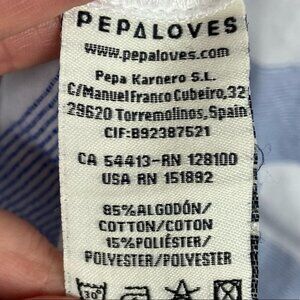 PEPALOVES
www.pepaloves.com
Pepa Karnero S.L.
C/Manuel Franco Cubeiro, 32
29620 Torremolinos, Spain
CIF:B92387521
CA 54413-RN 128100
USA RN 151892
85%ALGODÓN/
COTTON/COTON
15%POLIÉSTER/
POLYESTER/POLYESTER
30°